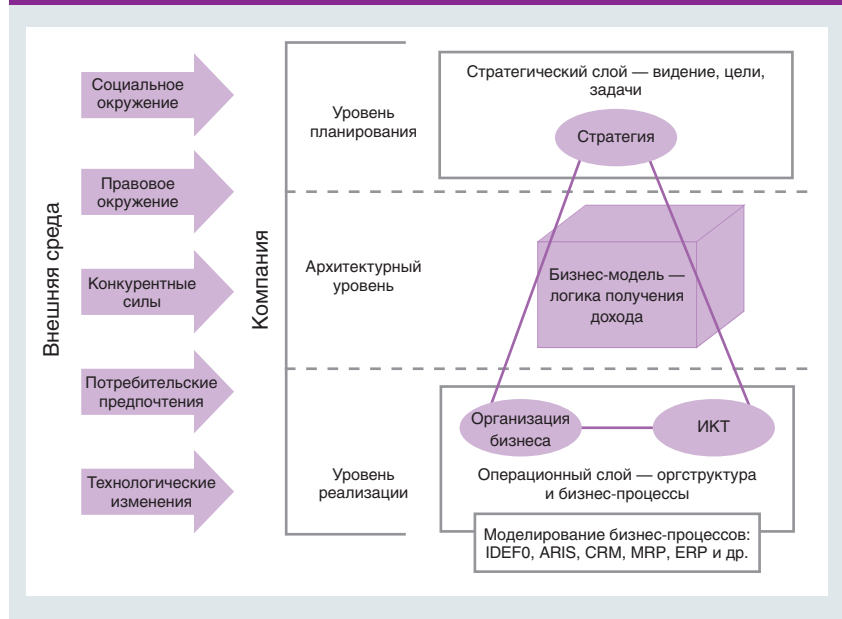 Внешняя среда
Социальное
окружение
Правовое
окружение
Конкурентные
силы
Потребительские
предпочтения
Технологические
изменения
Компания
Уровень
планирования
Стратегический слой — видение, цели,
задачи
Стратегия
Архитектурный
уровень
Бизнес-модель —
логика получения
дохода
Уровень
реализации
Организация
бизнеса
ИКТ
Операционный слой — оргструктура
и бизнес-процессы
Моделирование бизнес-процессов:
IDEF0, ARIS, CRM, MRP, ERP и др.